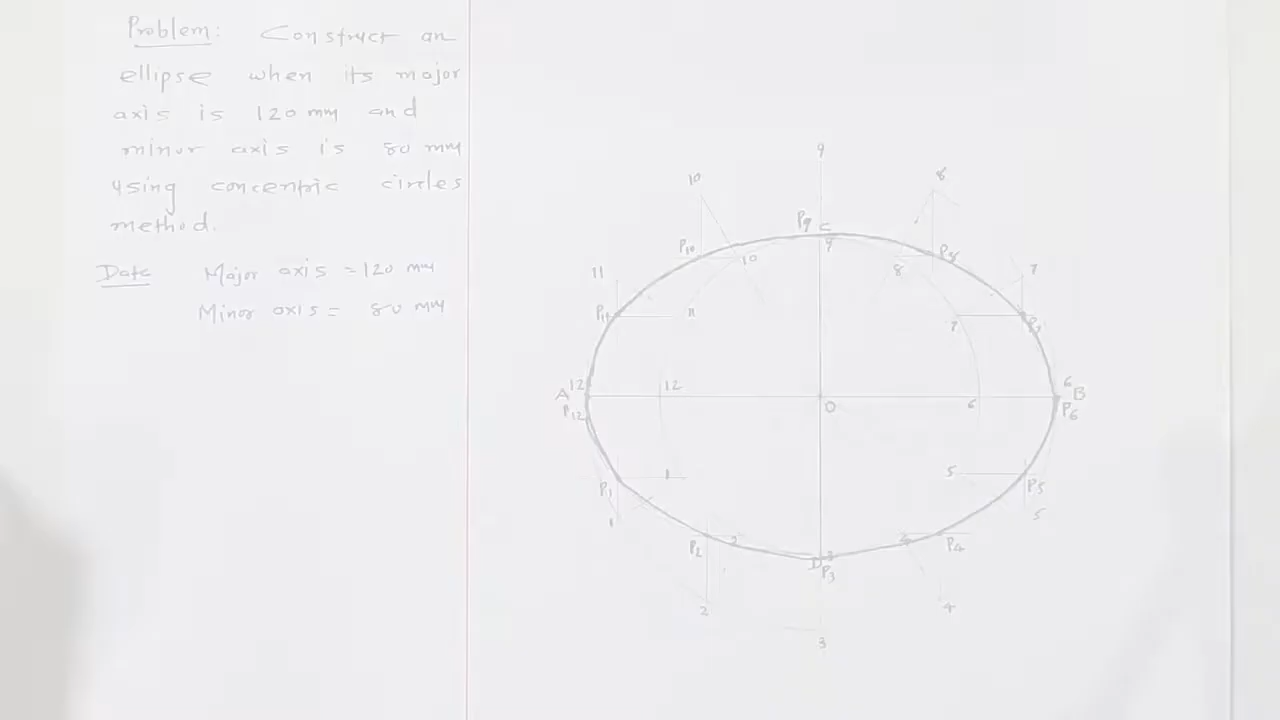 Problem: Construct an
ellipse when its major
axis is 120 mm and
minor axis is 80 mm
using concentric circles
method.
Data Major axis = 120 mm
Minor axis = 80 mm
9
10 8
P9 C
9
P10 10 8 P8
11 7
P11 11 7 P7
12 12 6 B
A
P12 O 6 P6
1 5
P1 P5
1 5
P2 2 4 P4
D 3
P3
2 4
3